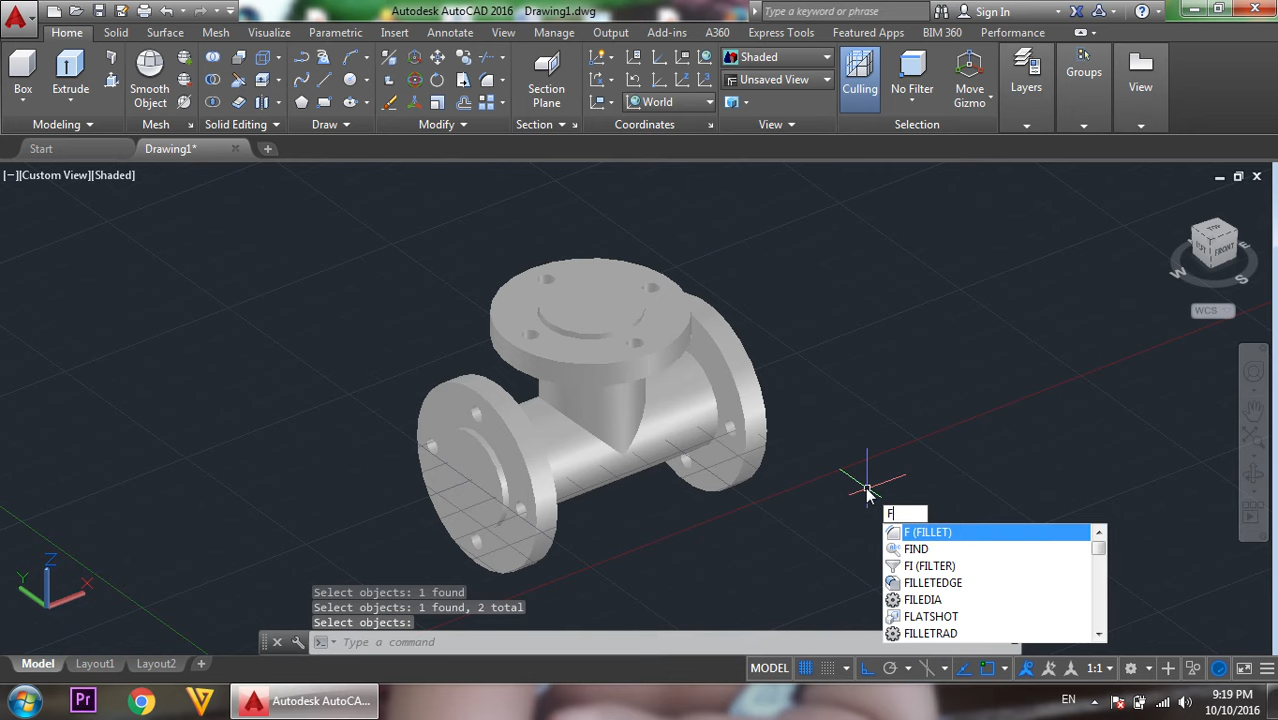 Autodesk AutoCAD 2016 Drawing1.dwg
Type a keyword or phrase
Sign In
Home Solid Surface Mesh Visualize Parametric Insert Annotate View Manage Output Add-ins A360 Express Tools Featured Apps BIM 360 Performance
Box
Extrude
Smooth
Object
Section
Plane
World
Shaded
Unsaved View
Culling
No Filter
Move
Gizmo
Layers
Groups
View
Modeling Mesh Solid Editing Draw Modify Section Coordinates View Selection
Start Drawing1*
[−][Custom View][Shaded]
TOP
LEFT
FRONT
W
S
E
WCS
Z
Y
X
F
F (FILLET)
FIND
FI (FILTER)
FILLETEDGE
FILEDIA
FLATSHOT
FILLETRAD
Select objects: 1 found
Select objects: 1 found, 2 total
Select objects:
Type a command
Model Layout1 Layout2
MODEL 1:1
Pr
Autodesk AutoCA...
EN
9:19 PM
10/10/2016